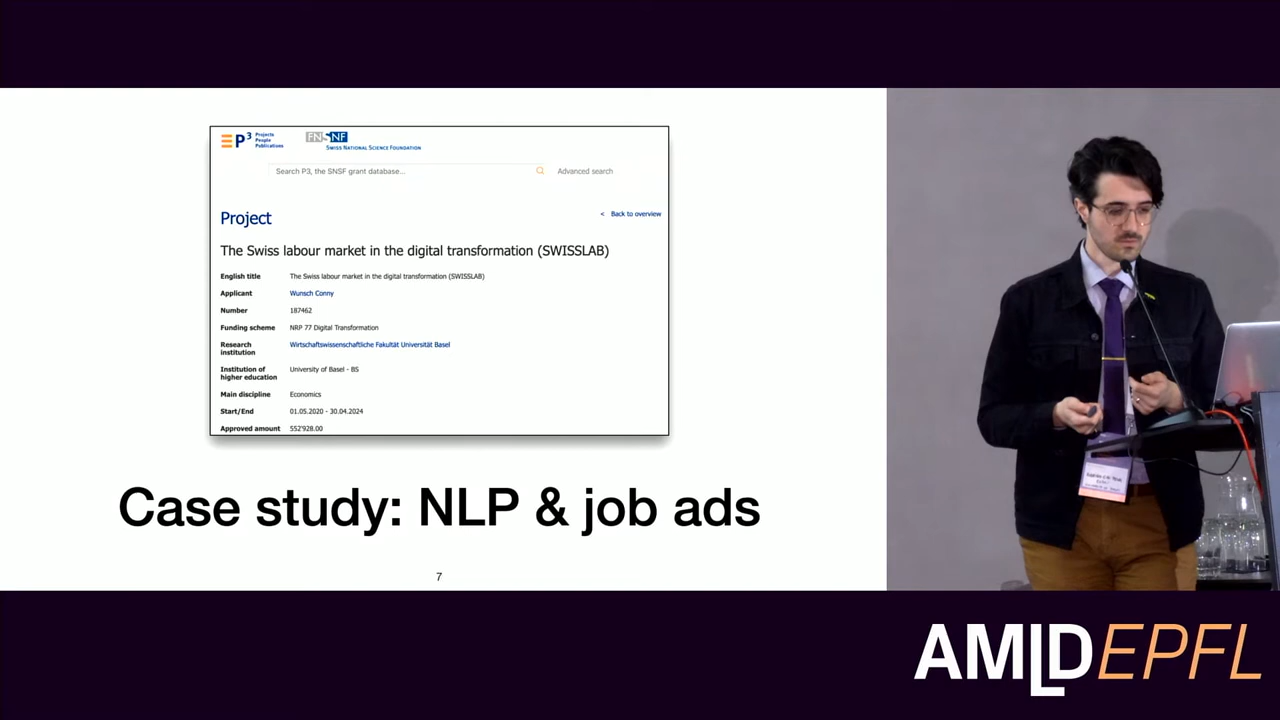 P3 Projects
People
Publications
FNSNF
SWISS NATIONAL SCIENCE FOUNDATION
Search P3, the SNSF grant database...
Advanced search
Project
< Back to overview
The Swiss labour market in the digital transformation (SWISSLAB)
English title The Swiss labour market in the digital transformation (SWISSLAB)
Applicant Wunsch Conny
Number 187462
Funding scheme NRP 77 Digital Transformation
Research institution Wirtschaftswissenschaftliche Fakultät Universität Basel
Institution of higher education University of Basel - BS
Main discipline Economics
Start/End 01.05.2020 - 30.04.2024
Approved amount 552'928.00
Case study: NLP & job ads
7
AMLDEPFL